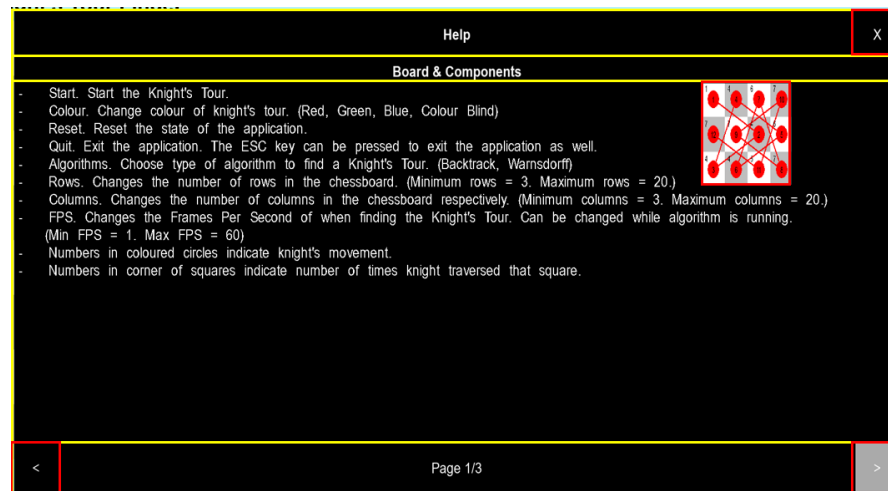 Help
X
Board & Components
- Start. Start the Knight's Tour.
- Colour. Change colour of knight's tour. (Red, Green, Blue, Colour Blind)
- Reset. Reset the state of the application.
- Quit. Exit the application. The ESC key can be pressed to exit the application as well.
- Algorithms. Choose type of algorithm to find a Knight's Tour. (Backtrack, Warnsdorff)
- Rows. Changes the number of rows in the chessboard. (Minimum rows = 3. Maximum rows = 20.)
- Columns. Changes the number of columns in the chessboard respectively. (Minimum columns = 3. Maximum columns = 20.)
- FPS. Changes the Frames Per Second of when finding the Knight's Tour. Can be changed while algorithm is running.
(Min FPS = 1. Max FPS = 60)
- Numbers in coloured circles indicate knight's movement.
- Numbers in corner of squares indicate number of times knight traversed that square.
<
Page 1/3
>